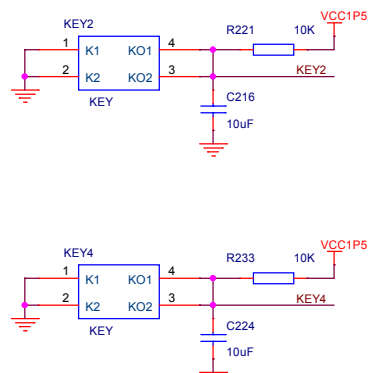 KEY2
VCC1P5
R221 10K
1 K1 KO1 4
2 K2 KO2 3
KEY2
KEY
C216
10uF
KEY4
VCC1P5
R233 10K
1 K1 KO1 4
2 K2 KO2 3
KEY4
KEY
C224
10uF